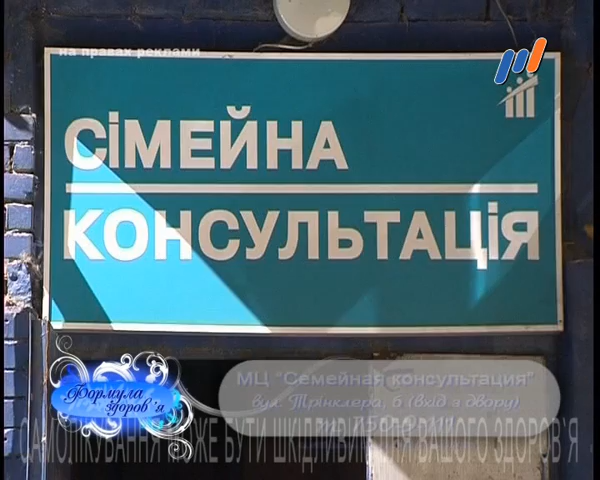 на правах реклами
СІМЕЙНА
КОНСУЛЬТАЦІЯ
Формула
здоров'я
МЦ "Семейная консультация"
вул. Трінклера, 6 (вхід з двору)
САМОЛІКУВАННЯ МОЖЕ БУТИ ШКІДЛИВИМ ДЛЯ ВАШОГО ЗДОРОВ`Я